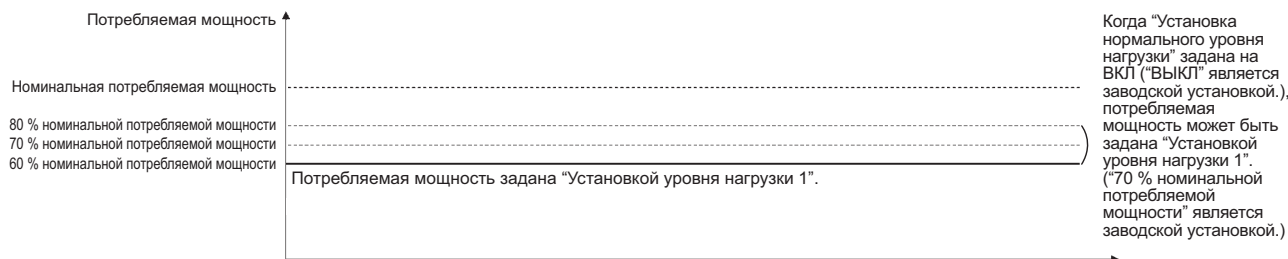 Потребляемая мощность
Номинальная потребляемая мощность
80 % номинальной потребляемой мощности
70 % номинальной потребляемой мощности
60 % номинальной потребляемой мощности
Потребляемая мощность задана “Установкой уровня нагрузки 1”.
Когда “Установка
нормального уровня
нагрузки” задана на
ВКЛ (“ВЫКЛ” является
заводской установкой.),
потребляемая
мощность может быть
задана “Установкой
уровня нагрузки 1”.
(“70 % номинальной
потребляемой
мощности” является
заводской установкой.)